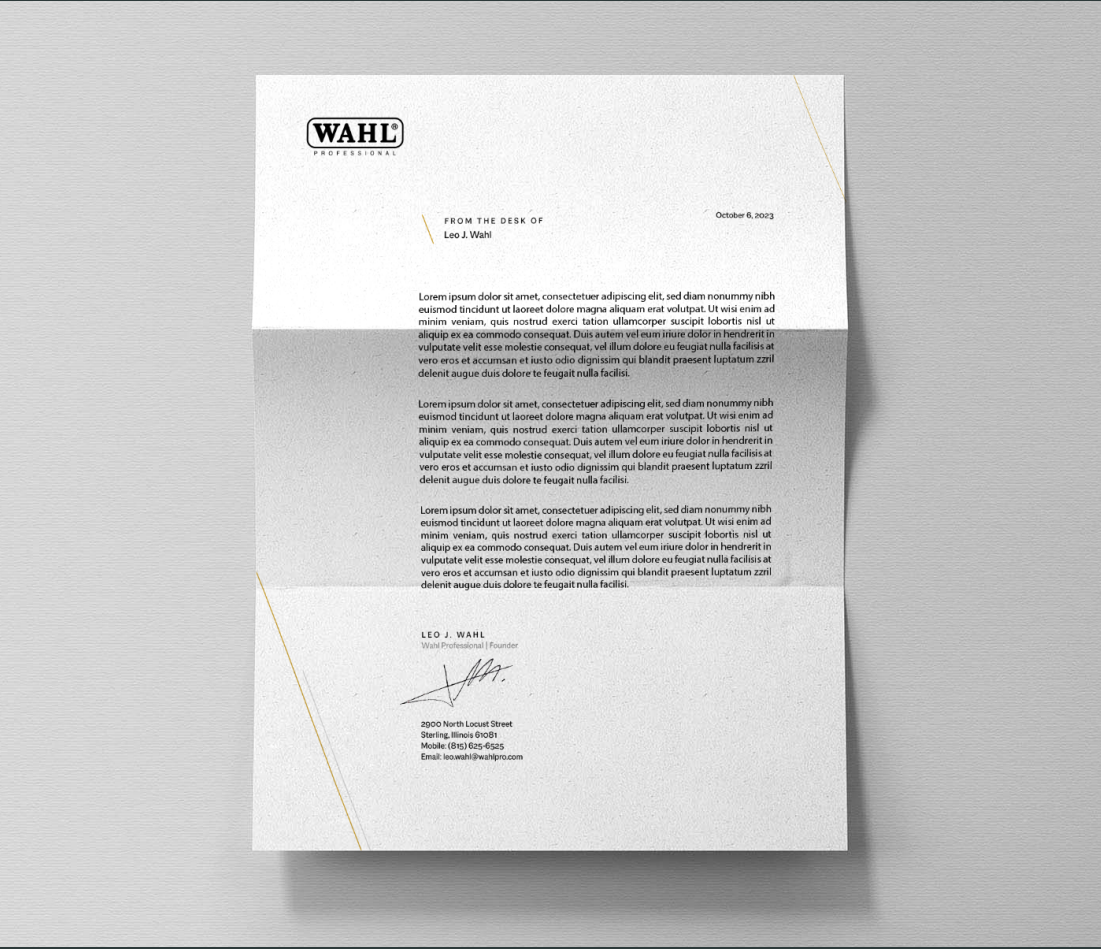 WAHL®
PROFESSIONAL
FROM THE DESK OF
Leo J. Wahl
October 6, 2023
Lorem ipsum dolor sit amet, consectetuer adipiscing elit, sed diam nonummy nibh
euismod tincidunt ut laoreet dolore magna aliquam erat volutpat. Ut wisi enim ad
minim veniam, quis nostrud exerci tation ullamcorper suscipit lobortis nisl ut
aliquip ex ea commodo consequat. Duis autem vel eum iriure dolor in hendrerit in
vulputate velit esse molestie consequat, vel illum dolore eu feugiat nulla facilisis at
vero eros et accumsan et iusto odio dignissim qui blandit praesent luptatum zzril
delenit augue duis dolore te feugait nulla facilisi.
Lorem ipsum dolor sit amet, consectetuer adipiscing elit, sed diam nonummy nibh
euismod tincidunt ut laoreet dolore magna aliquam erat volutpat. Ut wisi enim ad
minim veniam, quis nostrud exerci tation ullamcorper suscipit lobortis nisl ut
aliquip ex ea commodo consequat. Duis autem vel eum iriure dolor in hendrerit in
vulputate velit esse molestie consequat, vel illum dolore eu feugiat nulla facilisis at
vero eros et accumsan et iusto odio dignissim qui blandit praesent luptatum zzril
delenit augue duis dolore te feugait nulla facilisi.
Lorem ipsum dolor sit amet, consectetuer adipiscing elit, sed diam nonummy nibh
euismod tincidunt ut laoreet dolore magna aliquam erat volutpat. Ut wisi enim ad
minim veniam, quis nostrud exerci tation ullamcorper suscipit lobortis nisl ut
aliquip ex ea commodo consequat. Duis autem vel eum iriure dolor in hendrerit in
vulputate velit esse molestie consequat, vel illum dolore eu feugiat nulla facilisis at
vero eros et accumsan et iusto odio dignissim qui blandit praesent luptatum zzril
delenit augue duis dolore te feugait nulla facilisi.
LEO J. WAHL
Wahl Professional | Founder
2900 North Locust Street
Sterling, Illinois 61081
Mobile: (815) 625-6525
Email: leo.wahl@wahlpro.com